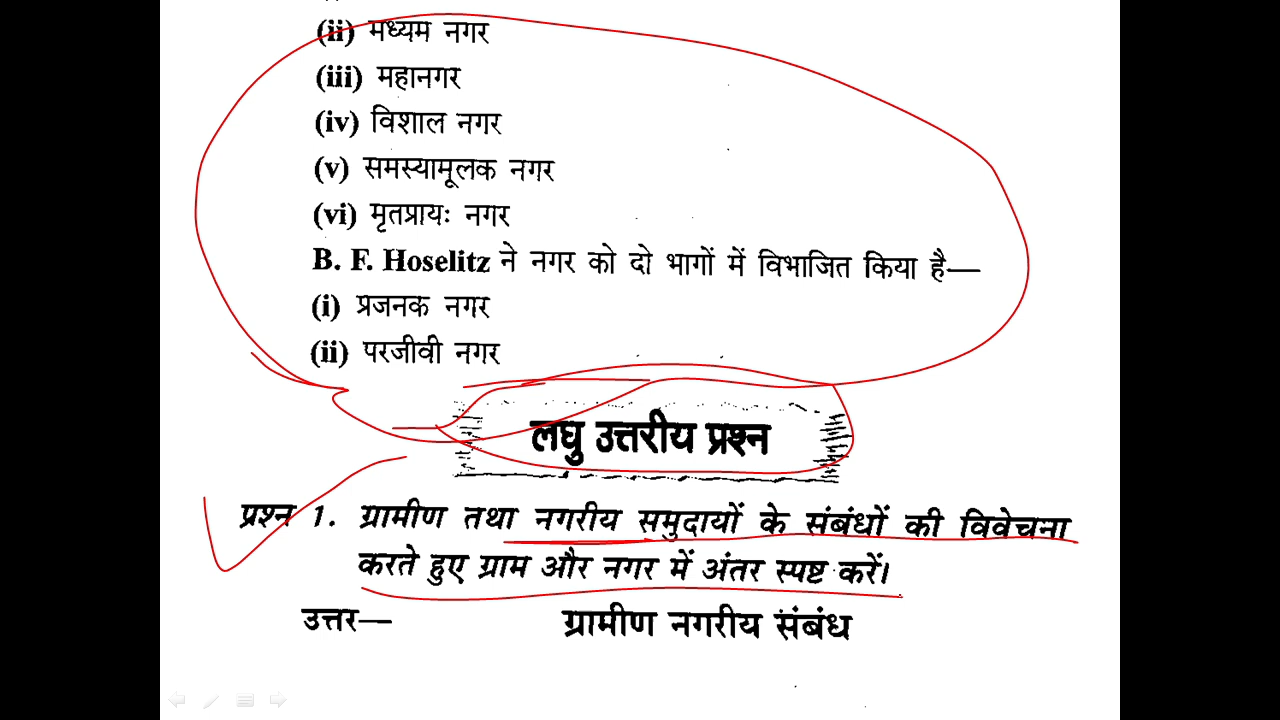 (ii) मध्यम नगर
(iii) महानगर
(iv) विशाल नगर
(v) समस्यामूलक नगर
(vi) मृतप्रायः नगर
B. F. Hoselitz ने नगर को दो भागों में विभाजित किया है—
(i) प्रजनक नगर
(ii) परजीवी नगर
लघु उत्तरीय प्रश्न
प्रश्न 1. ग्रामीण तथा नगरीय समुदायों के संबंधों की विवेचना
करते हुए ग्राम और नगर में अंतर स्पष्ट करें।
उत्तर— ग्रामीण नगरीय संबंध